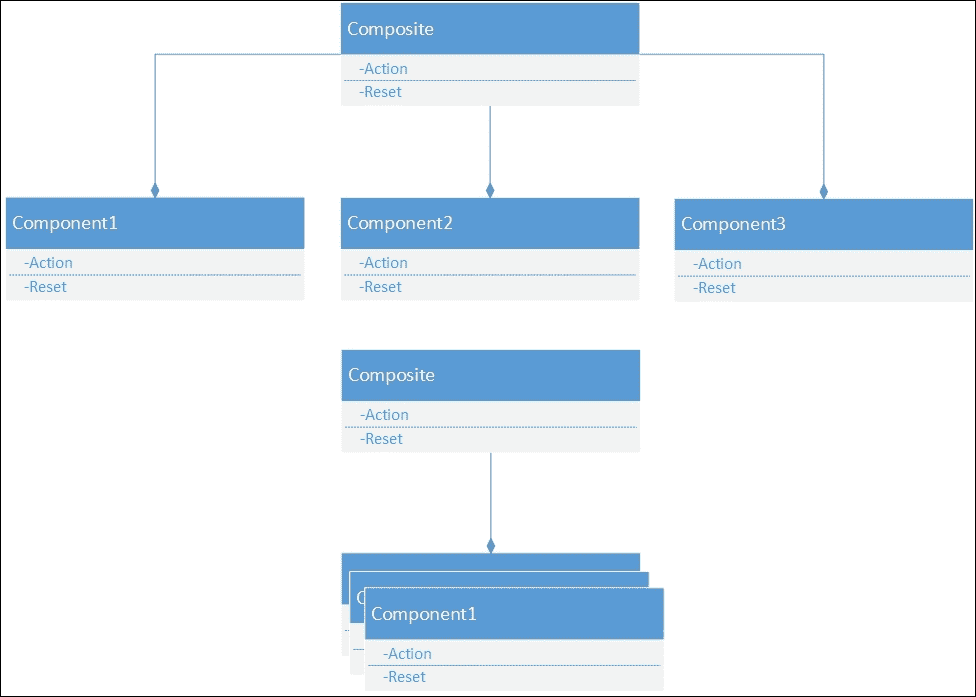 Composite
-Action
-Reset
Component1
-Action
-Reset
Component2
-Action
-Reset
Component3
-Action
-Reset
Composite
-Action
-Reset
Component1
-Action
-Reset